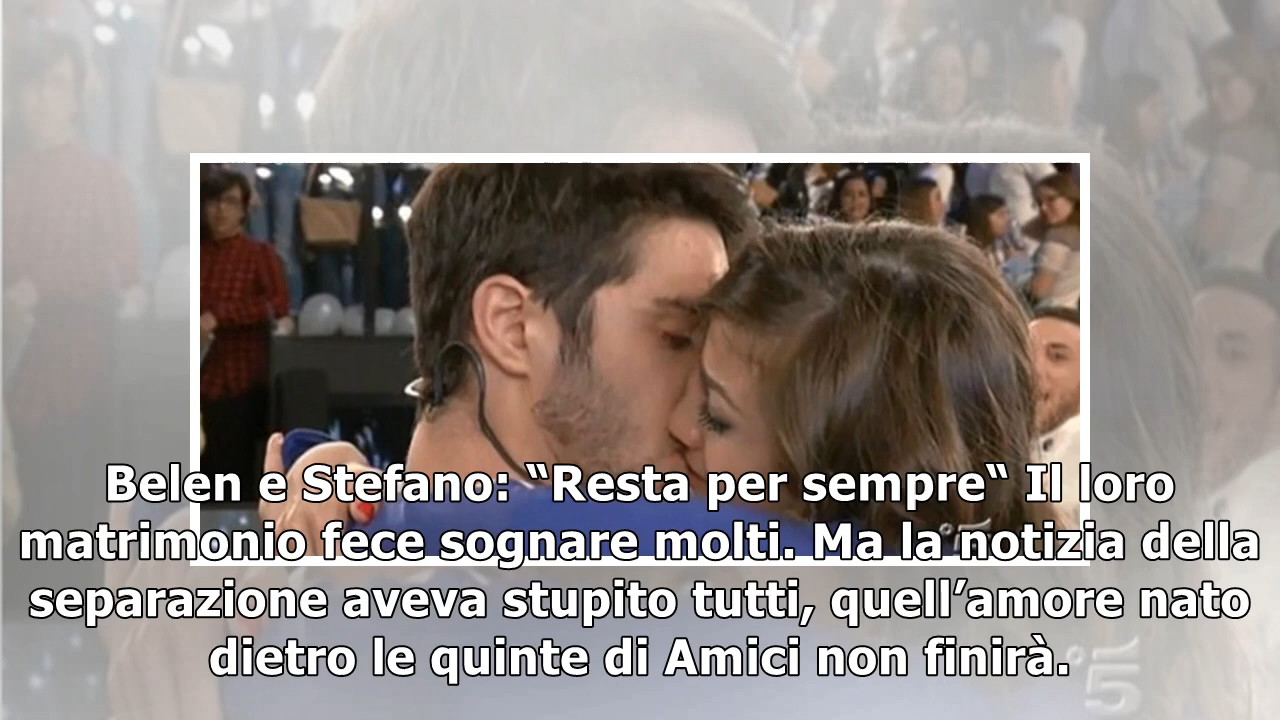 Belen e Stefano: “Resta per sempre“ Il loro
matrimonio fece sognare molti. Ma la notizia della
separazione aveva stupito tutti, quell’amore nato
dietro le quinte di Amici non finirà.
5